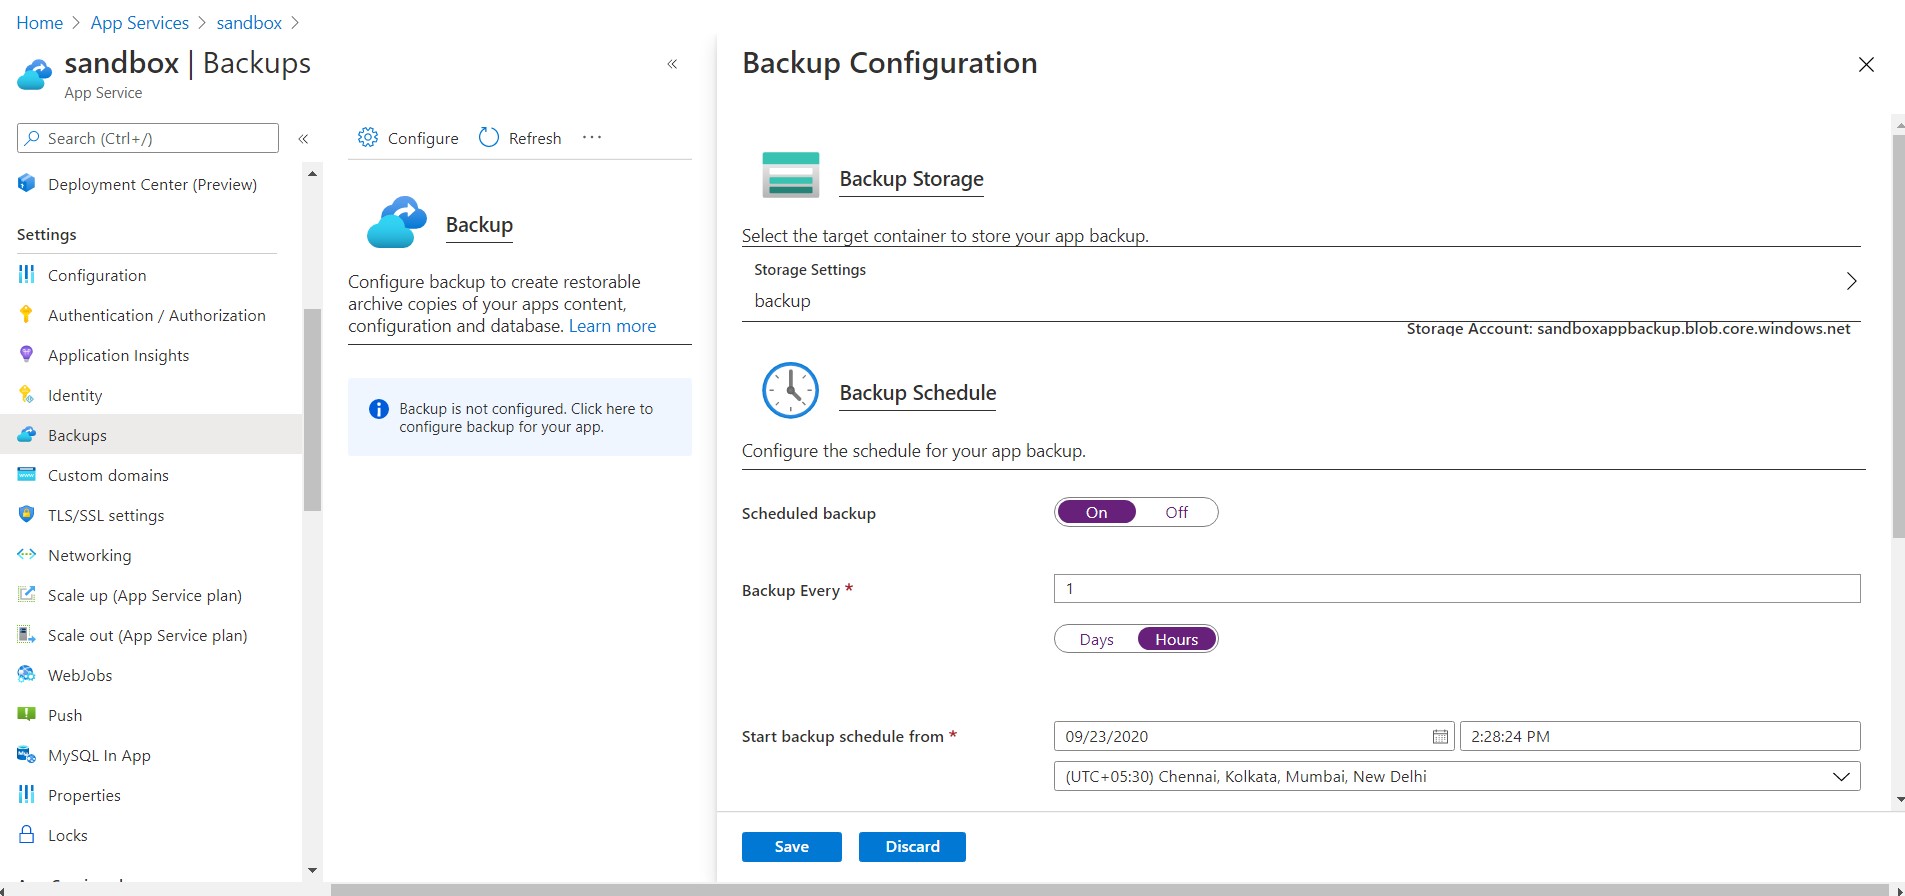 Home > App Services > sandbox >
sandbox | Backups
App Service
Search (Ctrl+/)
Deployment Center (Preview)
Settings
Configuration
Authentication / Authorization
Application Insights
Identity
Backups
Custom domains
TLS/SSL settings
Networking
Scale up (App Service plan)
Scale out (App Service plan)
WebJobs
Push
MySQL In App
Properties
Locks
Configure
Refresh
...
Backup
Configure backup to create restorable
archive copies of your apps content,
configuration and database. Learn more
Backup is not configured. Click here to
configure backup for your app.
Backup Configuration
Backup Storage
Select the target container to store your app backup.
Storage Settings
backup
Storage Account: sandboxappbackup.blob.core.windows.net
Backup Schedule
Configure the schedule for your app backup.
Scheduled backup
On Off
Backup Every *
1
Days Hours
Start backup schedule from *
09/23/2020
2:28:24 PM
(UTC+05:30) Chennai, Kolkata, Mumbai, New Delhi
Save
Discard